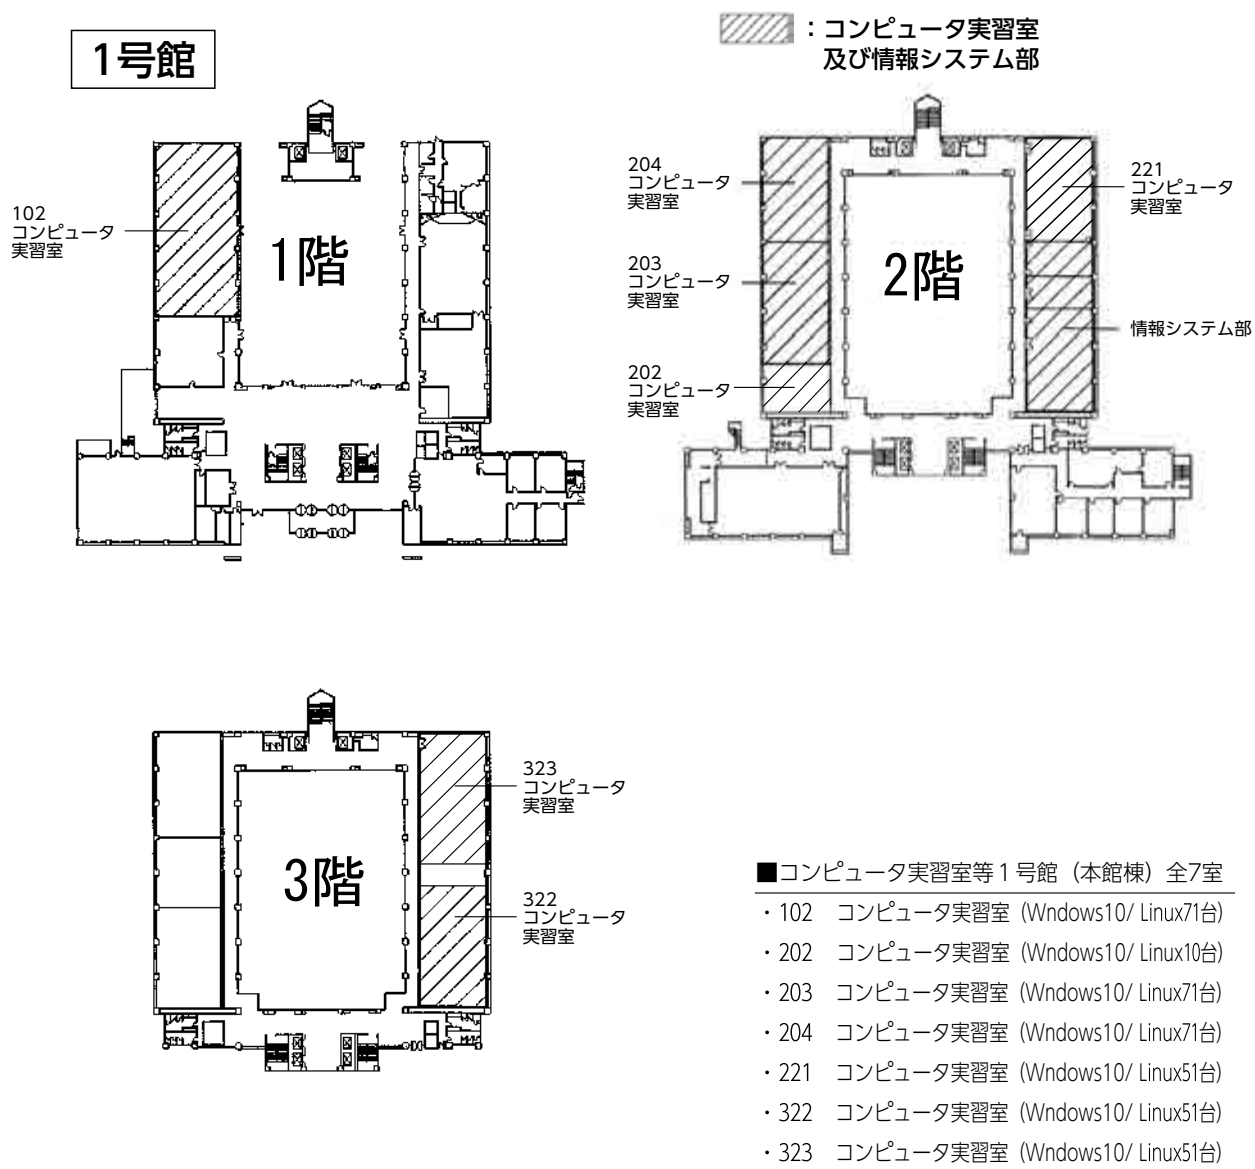 1号館
：コンピュータ実習室
及び情報システム部
102
コンピュータ
実習室
1階
204
コンピュータ
実習室
203
コンピュータ
実習室
202
コンピュータ
実習室
2階
221
コンピュータ
実習室
情報システム部
3階
323
コンピュータ
実習室
322
コンピュータ
実習室
■コンピュータ実習室等１号館（本館棟）全7室
・102 コンピュータ実習室 (Wndows10/ Linux71台)
・202 コンピュータ実習室 (Wndows10/ Linux10台)
・203 コンピュータ実習室 (Wndows10/ Linux71台)
・204 コンピュータ実習室 (Wndows10/ Linux71台)
・221 コンピュータ実習室 (Wndows10/ Linux51台)
・322 コンピュータ実習室 (Wndows10/ Linux51台)
・323 コンピュータ実習室 (Wndows10/ Linux51台)